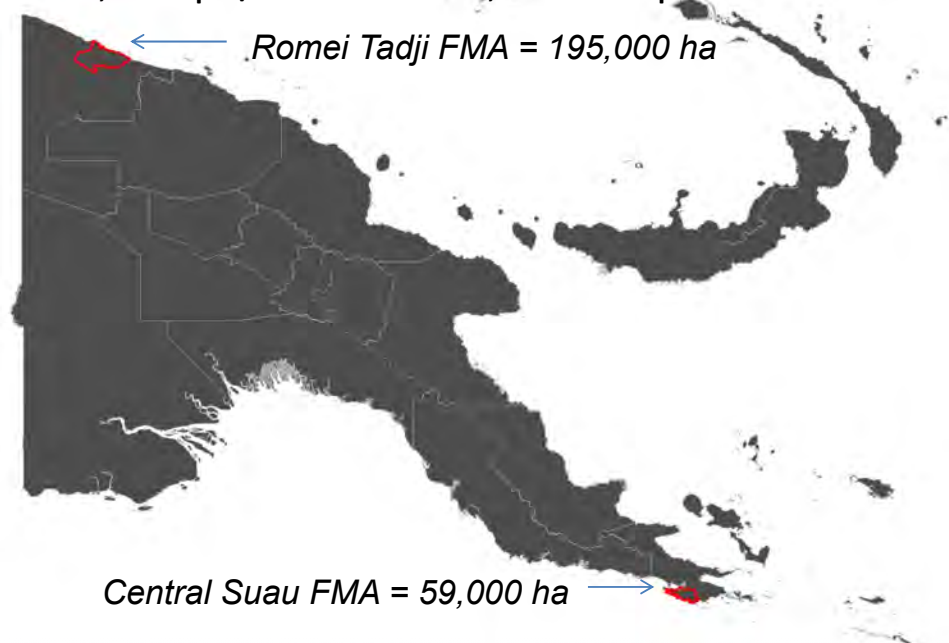 Romei Tadji FMA = 195,000 ha
Central Suau FMA = 59,000 ha